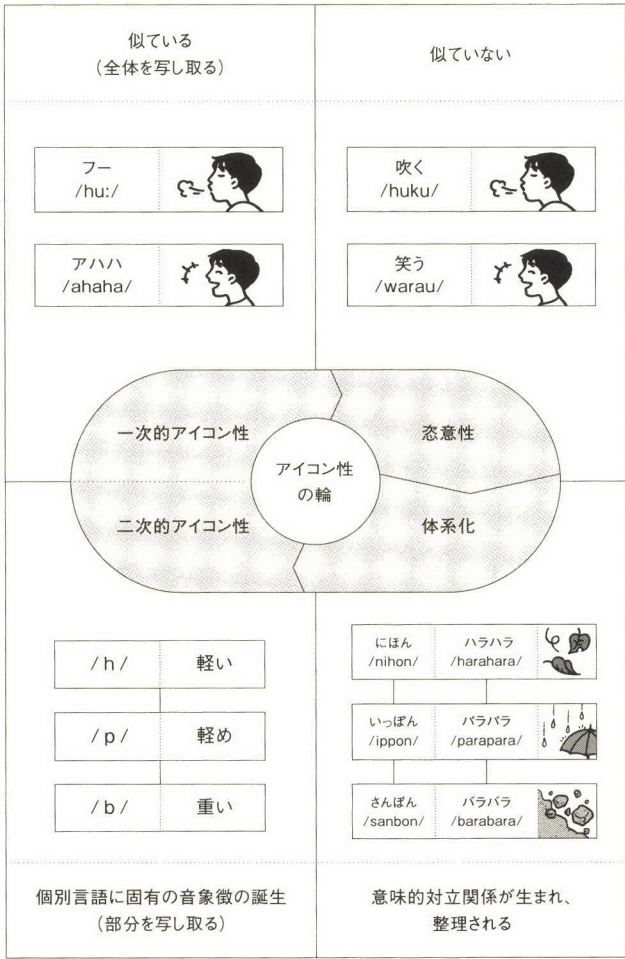 似ている
（全体を写し取る）
似ていない
フー
/hu:/
アハハ
/ahaha/
吹く
/huku/
笑う
/warau/
一次的アイコン性
恣意性
アイコン性
の輪
二次的アイコン性
体系化
/h/ 軽い
/p/ 軽め
/b/ 重い
にほん ハラハラ
/nihon/ /harahara/
いっぽん パラパラ
/ippon/ /parapara/
さんぼん バラバラ
/sanbon/ /barabara/
個別言語に固有の音象徴の誕生
（部分を写し取る）
意味的対立関係が生まれ、
整理される